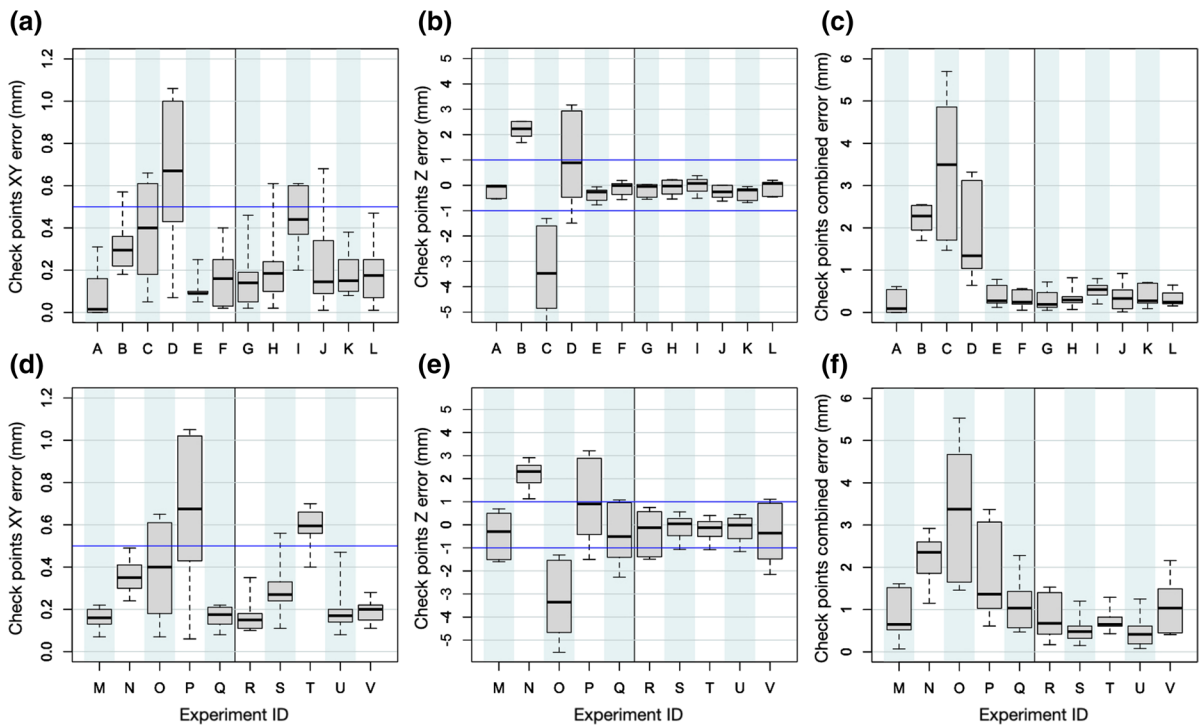 (a)
Check points XY error (mm)
1.2
1.0
0.8
0.6
0.4
0.2
0.0
A B C D E F G H I J K L
(b)
Check points Z error (mm)
5
4
3
2
1
0
-1
-2
-3
-4
-5
A B C D E F G H I J K L
(c)
Check points combined error (mm)
6
5
4
3
2
1
0
A B C D E F G H I J K L
(d)
Check points XY error (mm)
1.2
1.0
0.8
0.6
0.4
0.2
0.0
M N O P Q R S T U V
Experiment ID
(e)
Check points Z error (mm)
5
4
3
2
1
0
-1
-2
-3
-4
-5
M N O P Q R S T U V
Experiment ID
(f)
Check points combined error (mm)
6
5
4
3
2
1
0
M N O P Q R S T U V
Experiment ID